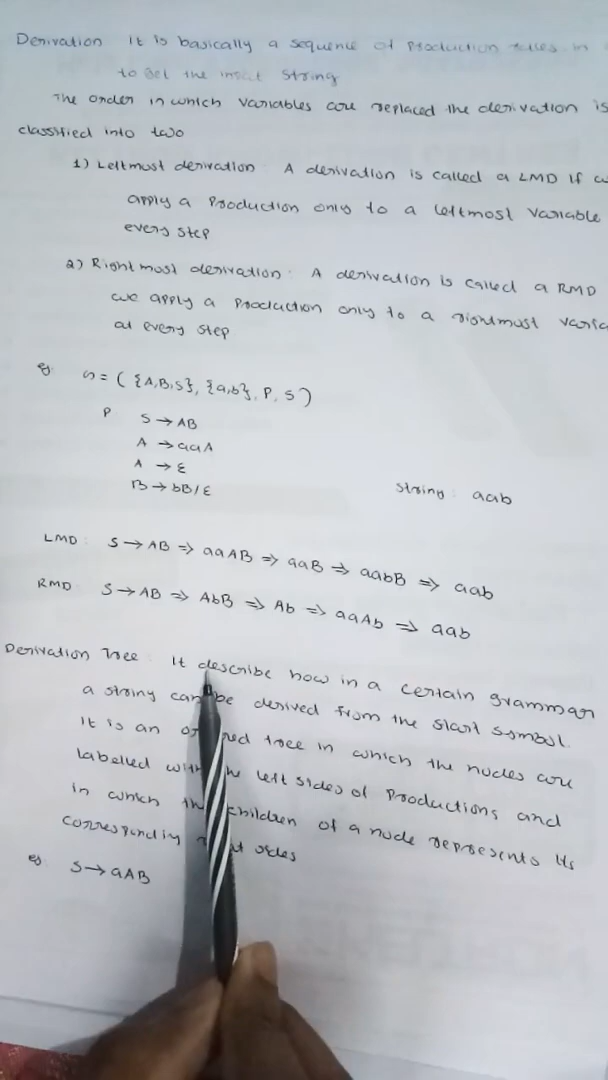 Derivation It is basically a sequence of production rules in
to get the input string
The order in which variables are replaced the derivation is
classified into two
1) Leftmost derivation. A derivation is called a LMD if
apply a production only to a leftmost variable
every step
2) Rightmost derivation: A derivation is called a RMD
we apply a production only to a rightmost
at every step
eg. G = ({A,B,S}, {a,b}, P, S)
P S → AB
A → aaA
A → ε
B → bB/ε
string: aab
LMD: S → AB ⇒ aaAB ⇒ aaB ⇒ aabB ⇒ aab
RMD: S → AB ⇒ AbB ⇒ Ab ⇒ aaAb ⇒ aab
Derivation Tree: It describe how in a certain grammar
a string can be derived from the start symbol.
It is an tree in which the nodes are
labelled with left sides of productions and
in which children of a node represents its
sides
eg. S → aAB